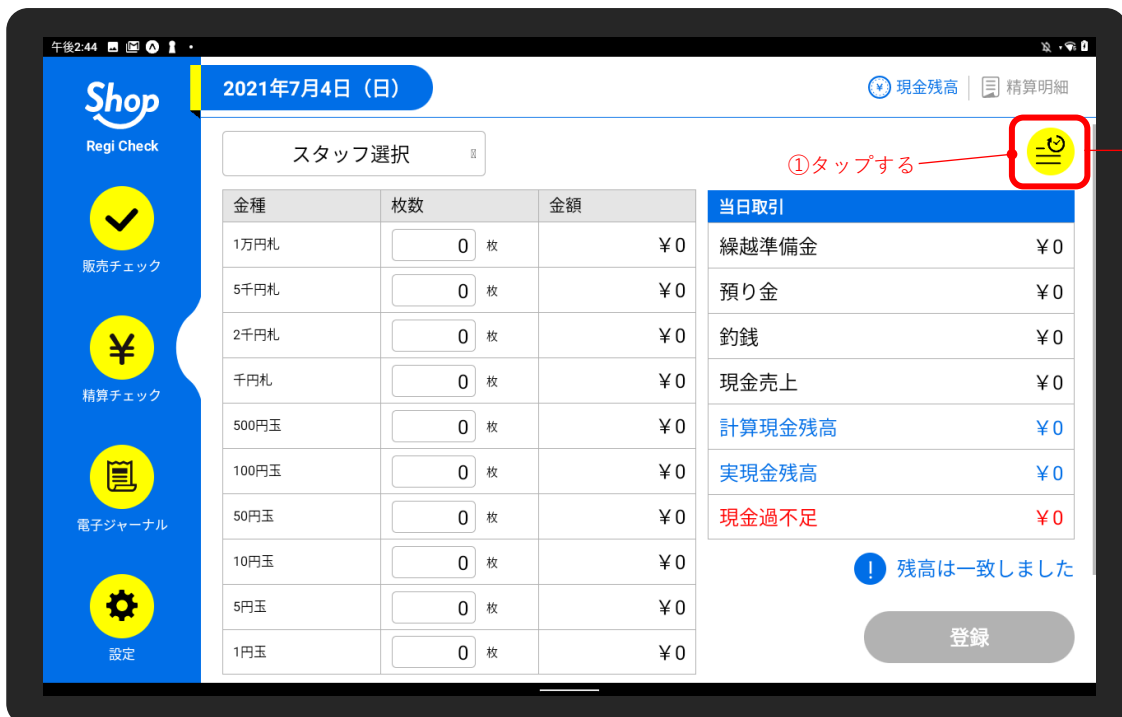 午後2:44
Shop
Regi Check
販売チェック
精算チェック
電子ジャーナル
設定
2021年7月4日（日）
現金残高 精算明細
スタッフ選択
①タップする
金種 枚数 金額
1万円札 0 枚 ￥0
5千円札 0 枚 ￥0
2千円札 0 枚 ￥0
千円札 0 枚 ￥0
500円玉 0 枚 ￥0
100円玉 0 枚 ￥0
50円玉 0 枚 ￥0
10円玉 0 枚 ￥0
5円玉 0 枚 ￥0
1円玉 0 枚 ￥0
当日取引
繰越準備金 ￥0
預り金 ￥0
釣銭 ￥0
現金売上 ￥0
計算現金残高 ￥0
実現金残高 ￥0
現金過不足 ￥0
残高は一致しました
登録